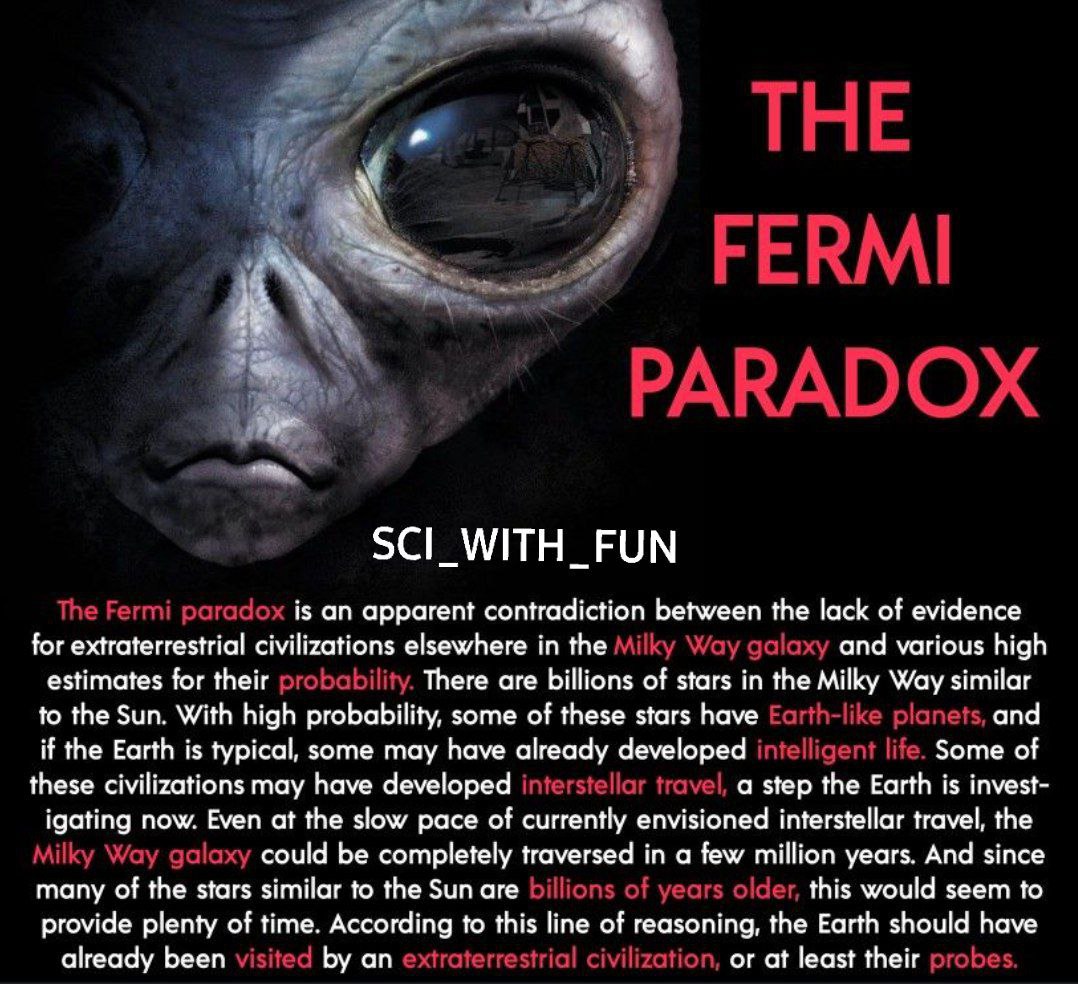 THE
FERMI
PARADOX
SCI_WITH_FUN
The Fermi paradox is an apparent contradiction between the lack of evidence
for extraterrestrial civilizations elsewhere in the Milky Way galaxy and various high
estimates for their probability. There are billions of stars in the Milky Way similar
to the Sun. With high probability, some of these stars have Earth-like planets, and
if the Earth is typical, some may have already developed intelligent life. Some of
these civilizations may have developed interstellar travel, a step the Earth is invest-
igating now. Even at the slow pace of currently envisioned interstellar travel, the
Milky Way galaxy could be completely traversed in a few million years. And since
many of the stars similar to the Sun are billions of years older, this would seem to
provide plenty of time. According to this line of reasoning, the Earth should have
already been visited by an extraterrestrial civilization, or at least their probes.